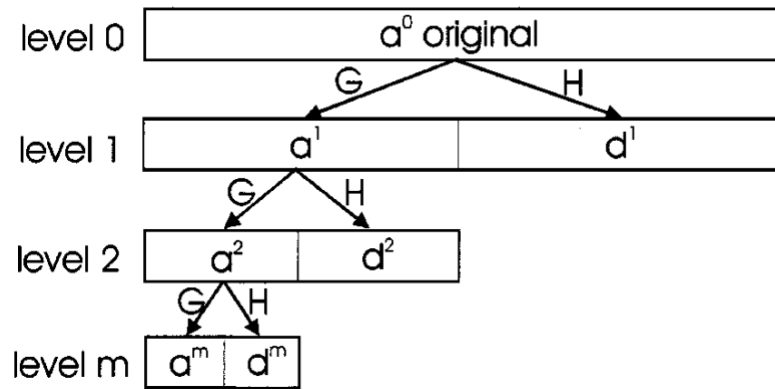 level 0 a⁰ original
G H
level 1 a¹ d¹
G H
level 2 a² d²
G H
level m aᵐ dᵐ